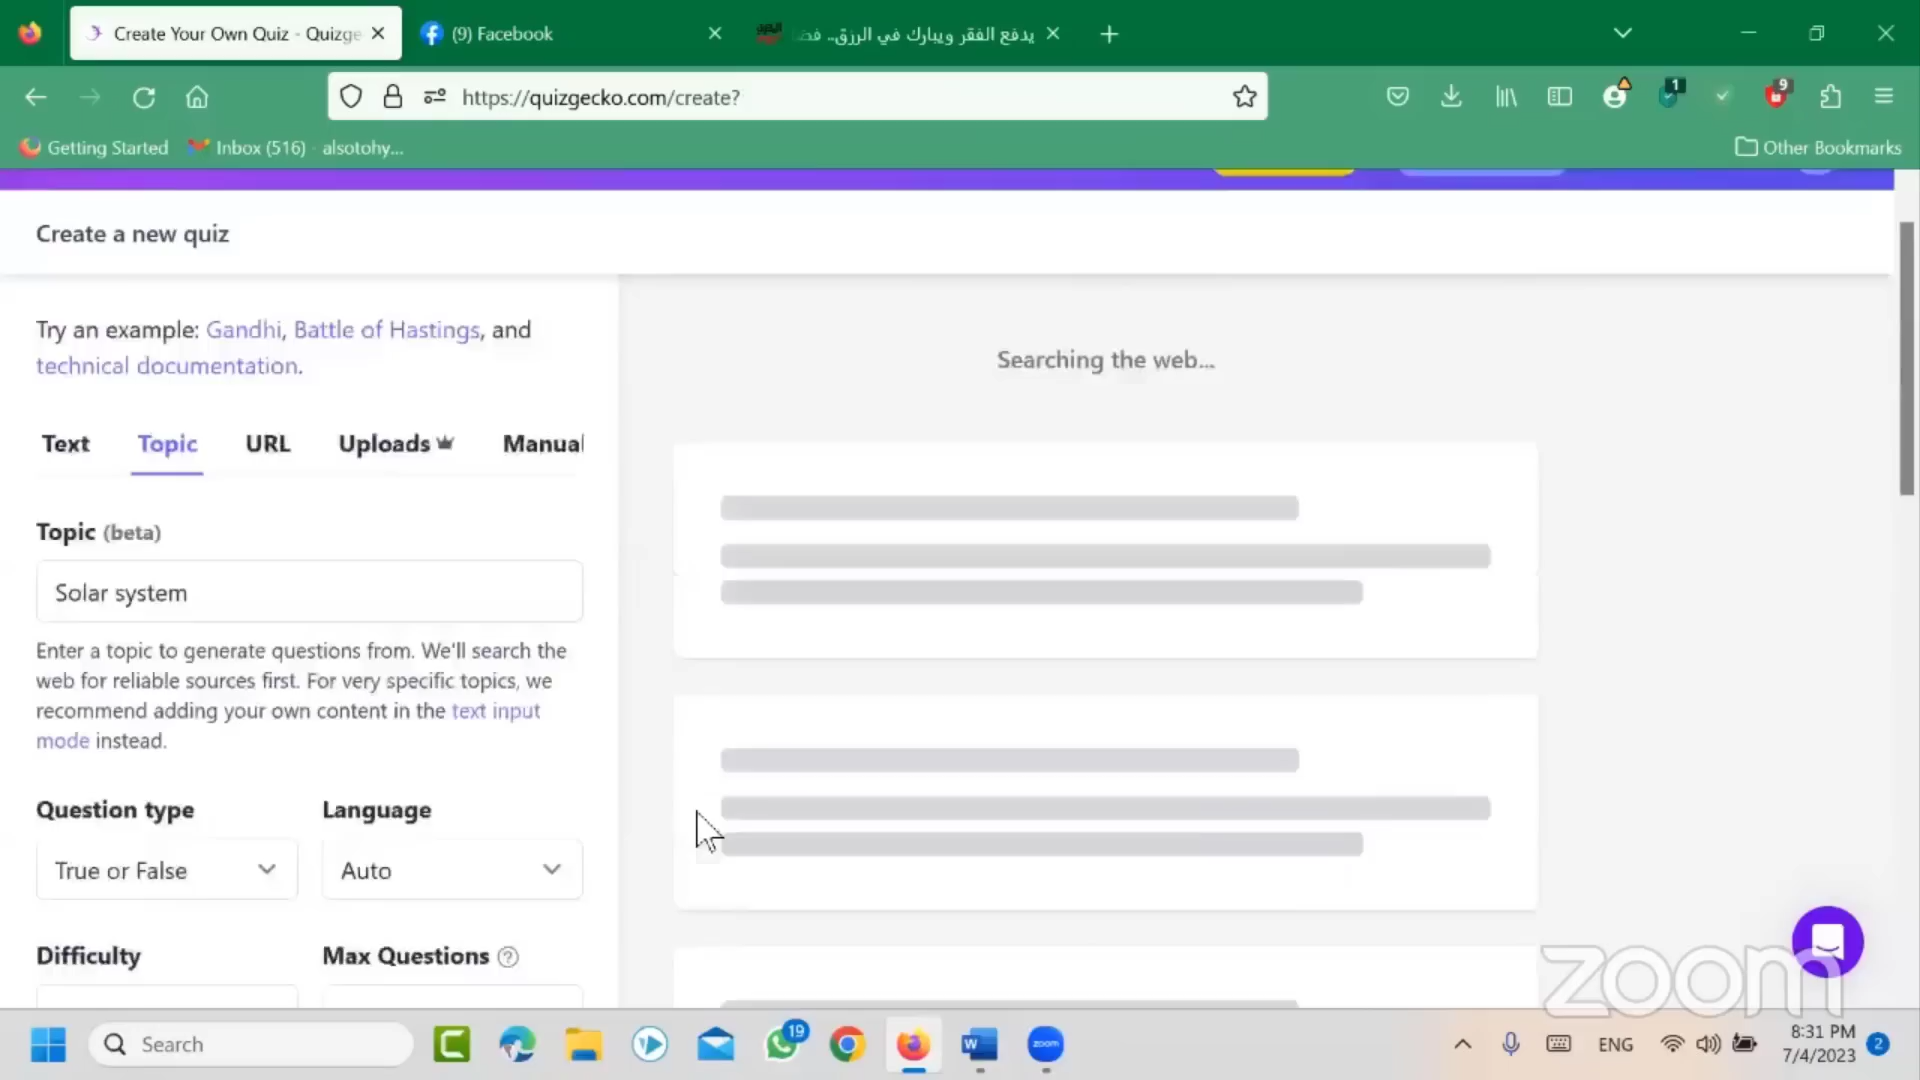 Create Your Own Quiz - Quizge
(9) Facebook
يدفع الفقر ويبارك في الرزق.. فض
https://quizgecko.com/create?
1
9
Getting Started
Inbox (516) - alsotohy...
Other Bookmarks
Create a new quiz
Try an example: Gandhi, Battle of Hastings, and
technical documentation.
Text
Topic
URL
Uploads
Manual
Searching the web...
Topic (beta)
Solar system
Enter a topic to generate questions from. We'll search the
web for reliable sources first. For very specific topics, we
recommend adding your own content in the text input
mode instead.
Question type
Language
True or False
Auto
Difficulty
Max Questions ?
zoom
Search
19
W
zoom
ENG
8:31 PM
7/4/2023
2